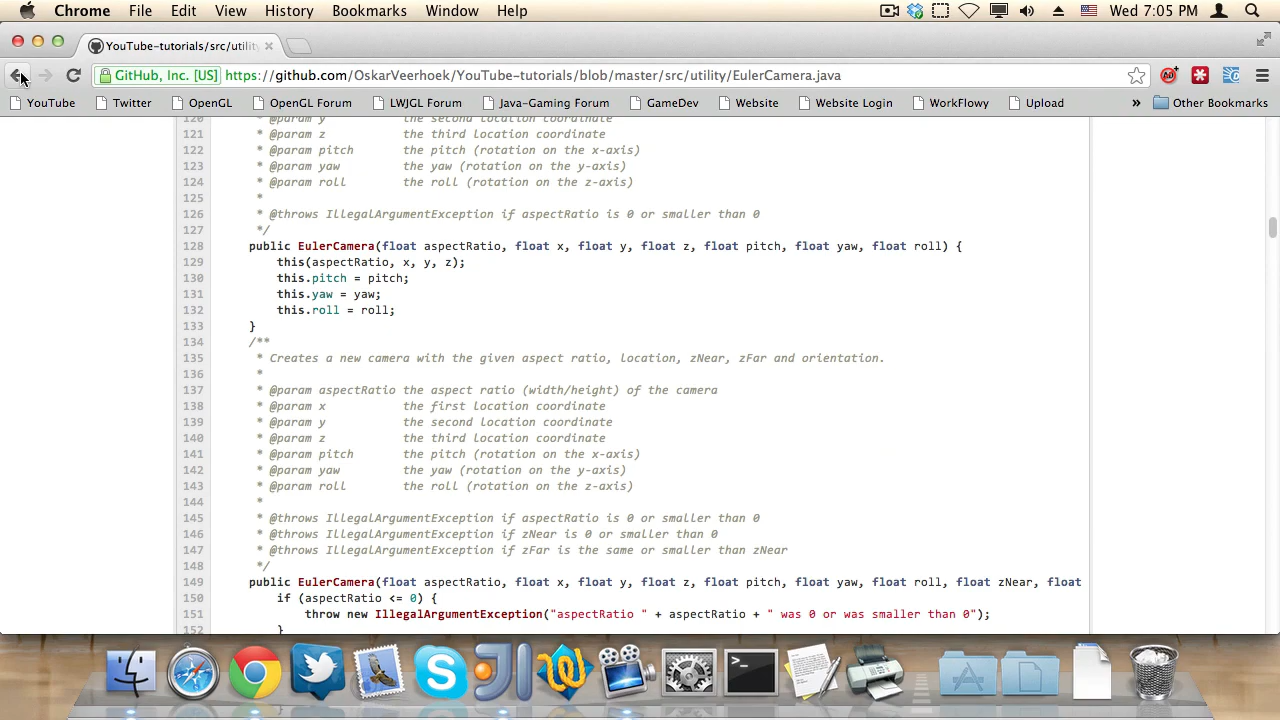 Chrome File Edit View History Bookmarks Window Help Wed 7:05 PM
YouTube-tutorials/src/utility
GitHub, Inc. [US] https://github.com/OskarVeerhoek/YouTube-tutorials/blob/master/src/utility/EulerCamera.java
YouTube Twitter OpenGL OpenGL Forum LWJGL Forum Java-Gaming Forum GameDev Website Website Login WorkFlowy Upload » Other Bookmarks
120 * @param y the second location coordinate
121 * @param z the third location coordinate
122 * @param pitch the pitch (rotation on the x-axis)
123 * @param yaw the yaw (rotation on the y-axis)
124 * @param roll the roll (rotation on the z-axis)
125 *
126 * @throws IllegalArgumentException if aspectRatio is 0 or smaller than 0
127 */
128 public EulerCamera(float aspectRatio, float x, float y, float z, float pitch, float yaw, float roll) {
129 this(aspectRatio, x, y, z);
130 this.pitch = pitch;
131 this.yaw = yaw;
132 this.roll = roll;
133 }
134 /**
135 * Creates a new camera with the given aspect ratio, location, zNear, zFar and orientation.
136 *
137 * @param aspectRatio the aspect ratio (width/height) of the camera
138 * @param x the first location coordinate
139 * @param y the second location coordinate
140 * @param z the third location coordinate
141 * @param pitch the pitch (rotation on the x-axis)
142 * @param yaw the yaw (rotation on the y-axis)
143 * @param roll the roll (rotation on the z-axis)
144 *
145 * @throws IllegalArgumentException if aspectRatio is 0 or smaller than 0
146 * @throws IllegalArgumentException if zNear is 0 or smaller than 0
147 * @throws IllegalArgumentException if zFar is the same or smaller than zNear
148 */
149 public EulerCamera(float aspectRatio, float x, float y, float z, float pitch, float yaw, float roll, float zNear, float
150 if (aspectRatio <= 0) {
151 throw new IllegalArgumentException("aspectRatio " + aspectRatio + " was 0 or was smaller than 0");
152 }